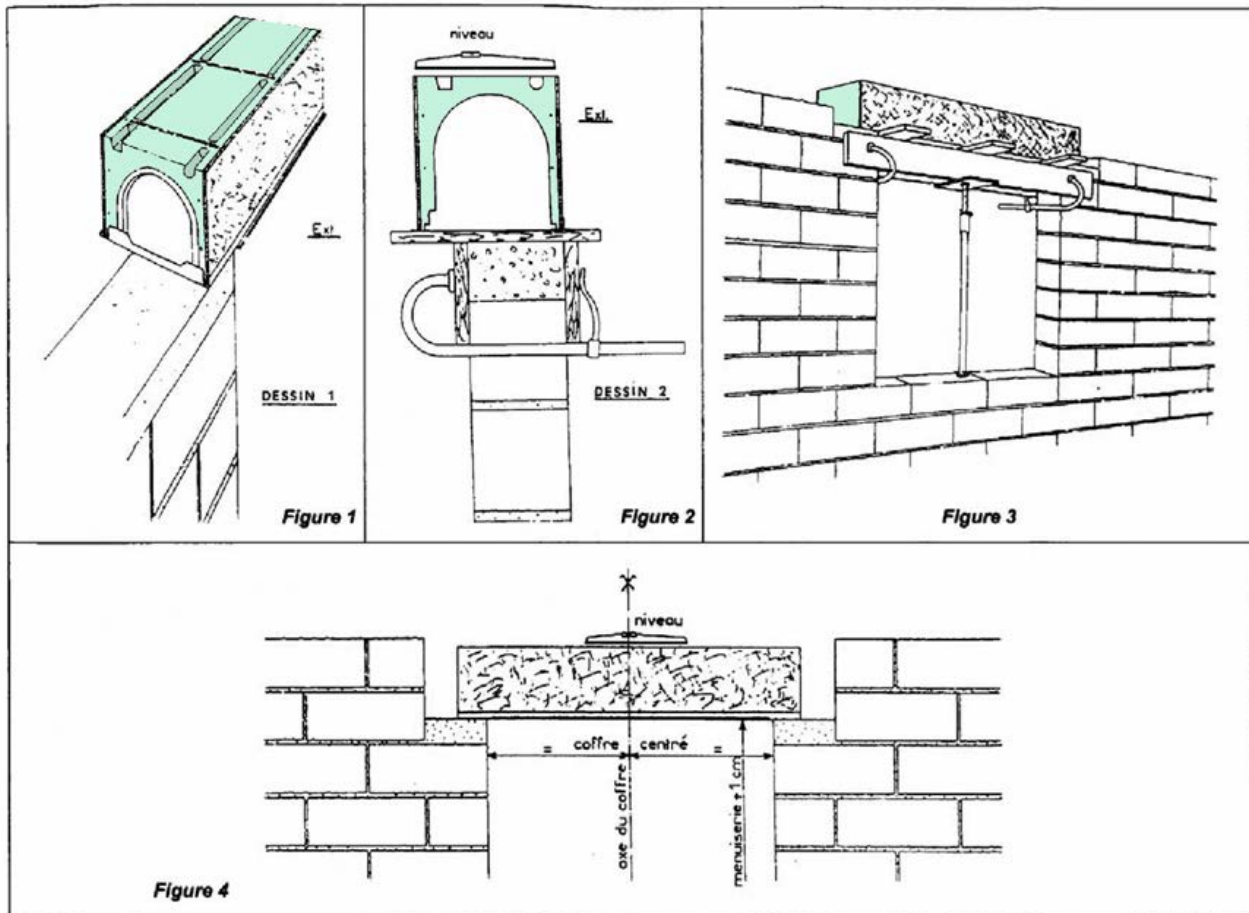 Ext
DESSIN 1
Figure 1
niveau
Ext.
DESSIN 2
Figure 2
Figure 3
niveau
= coffre centré =
axe du coffre
menuiserie + 1 cm
Figure 4